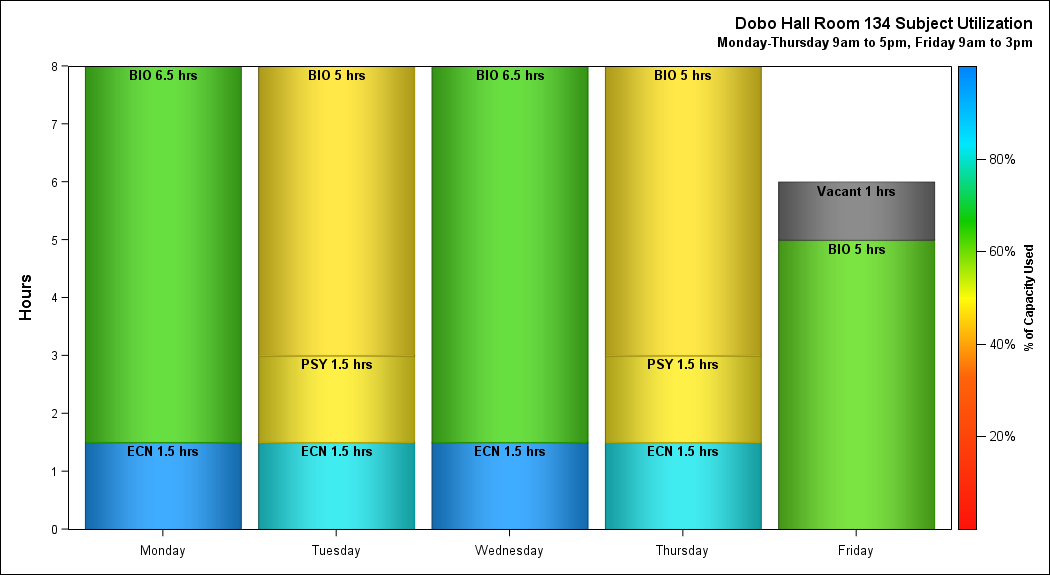 Dobo Hall Room 134 Subject Utilization
Monday-Thursday 9am to 5pm, Friday 9am to 3pm
Hours
8
7
6
5
4
3
2
1
0
BIO 6.5 hrs
ECN 1.5 hrs
BIO 5 hrs
PSY 1.5 hrs
ECN 1.5 hrs
BIO 6.5 hrs
ECN 1.5 hrs
BIO 5 hrs
PSY 1.5 hrs
ECN 1.5 hrs
Vacant 1 hrs
BIO 5 hrs
Monday
Tuesday
Wednesday
Thursday
Friday
80%
60%
40%
20%
% of Capacity Used